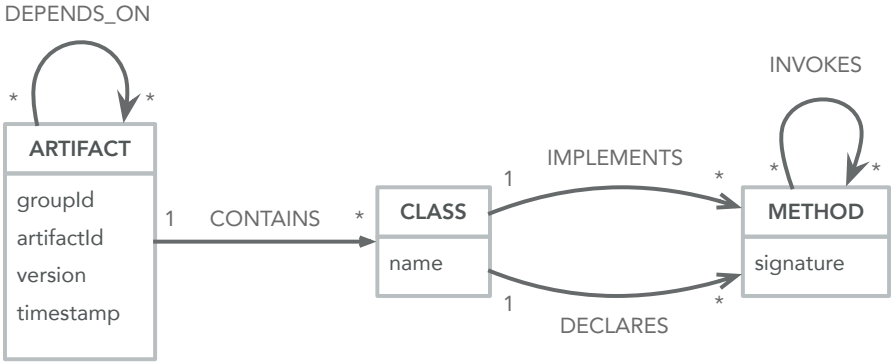 DEPENDS_ON
* *
ARTIFACT
groupId
artifactId
version
timestamp
1 CONTAINS *
CLASS
name
1 IMPLEMENTS *
1 DECLARES *
INVOKES
* *
METHOD
signature